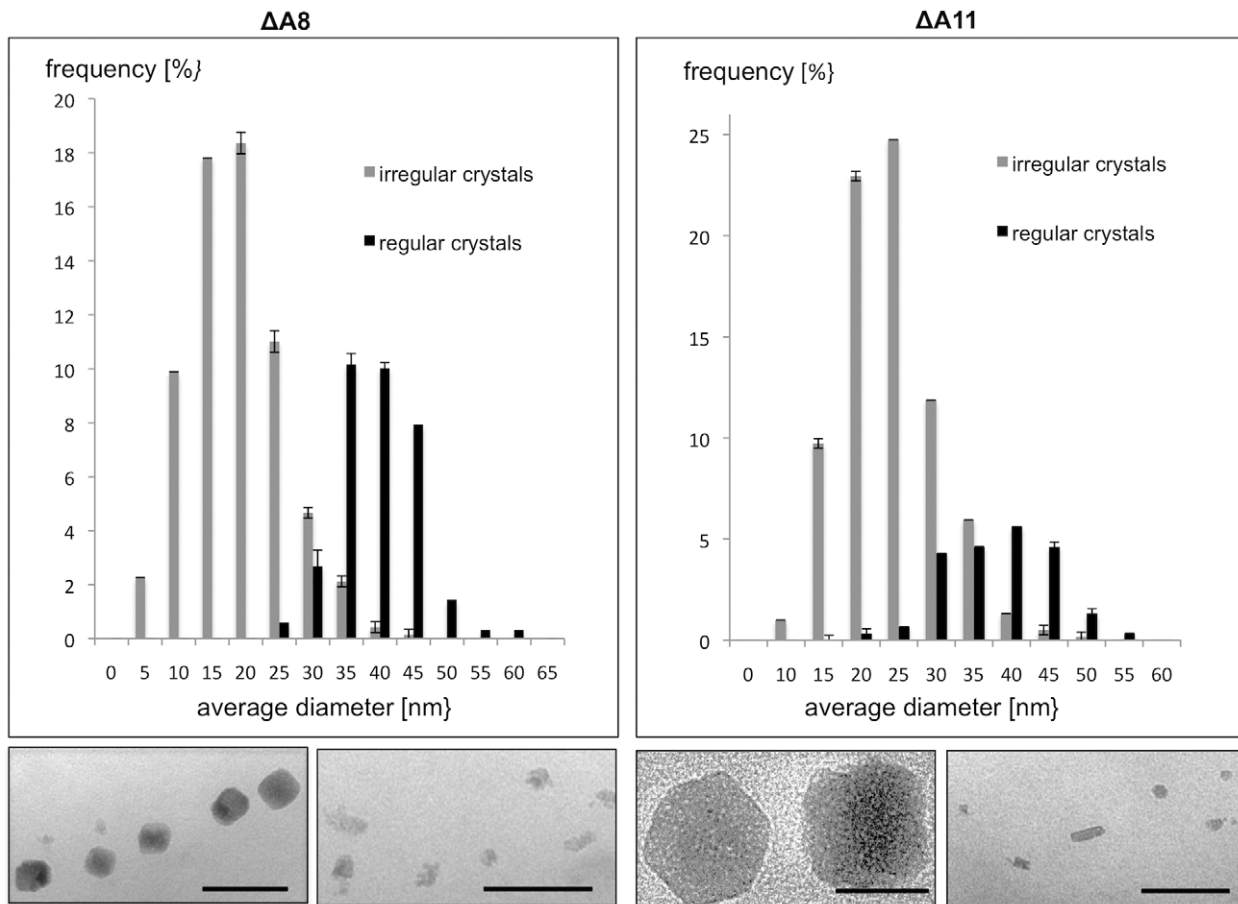 ΔA8
frequency [%}
20
18
16
14
12
10
8
6
4
2
0
irregular crystals
regular crystals
0 5 10 15 20 25 30 35 40 45 50 55 60 65
average diameter [nm}
ΔA11
frequency [%}
25
20
15
10
5
0
irregular crystals
regular crystals
0 10 15 20 25 30 35 40 45 50 55 60
average diameter [nm}